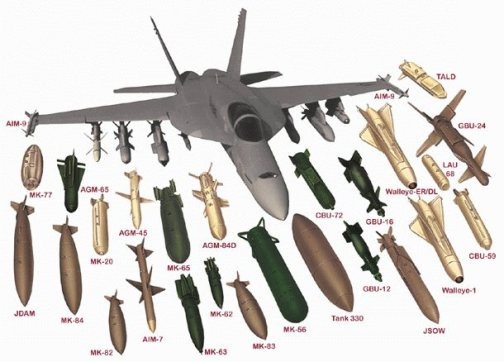 TALD
AIM-9
AIM-9
GBU-24
MK-77
AGM-65
LAU
68
Walleye-ER/DL
AGM-45
CBU-72
GBU-16
AGM-84D
MK-20
MK-65
CBU-59
GBU-12
Walleye-1
JDAM
MK-84
MK-62
Tank 330
MK-56
JSOW
AIM-7
MK-83
MK-82
MK-63